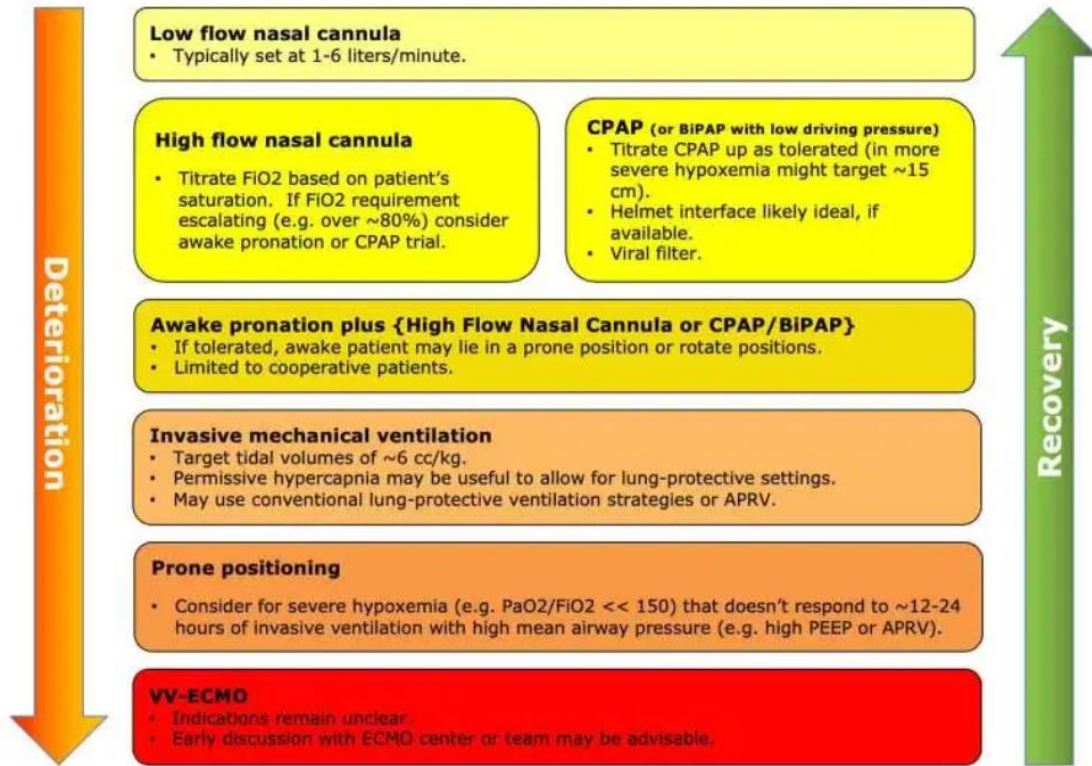 Low flow nasal cannula
• Typically set at 1-6 liters/minute.
High flow nasal cannula
• Titrate FiO2 based on patient's
saturation. If FiO2 requirement
escalating (e.g. over ~80%) consider
awake pronation or CPAP trial.
CPAP (or BiPAP with low driving pressure)
• Titrate CPAP up as tolerated (in more
severe hypoxemia might target ~15
cm).
• Helmet interface likely ideal, if
available.
• Viral filter.
Awake pronation plus {High Flow Nasal Cannula or CPAP/BiPAP}
• If tolerated, awake patient may lie in a prone position or rotate positions.
• Limited to cooperative patients.
Invasive mechanical ventilation
• Target tidal volumes of ~6 cc/kg.
• Permissive hypercapnia may be useful to allow for lung-protective settings.
• May use conventional lung-protective ventilation strategies or APRV.
Prone positioning
• Consider for severe hypoxemia (e.g. PaO2/FiO2 << 150) that doesn't respond to ~12-24
hours of invasive ventilation with high mean airway pressure (e.g. high PEEP or APRV).
VV-ECMO
• Indications remain unclear.
• Early discussion with ECMO center or team may be advisable.
Deterioration
Recovery